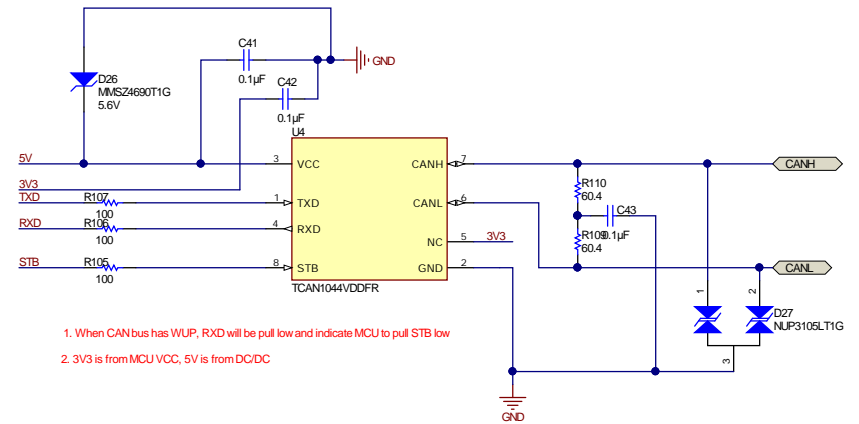 C41
0.1µF
GND
D26
MMSZ4690T1G
5.6V
C42
0.1µF
U4
5V
3
VCC
CANH
7
CANH
3V3
TXD
R107
100
1
TXD
CANL
6
R110
60.4
C43
0.1µF
RXD
R106
100
4
RXD
NC
5
3V3
R109
60.4
STB
R105
100
8
STB
GND
2
CANL
TCAN1044VDDFR
1
2
D27
NUP3105LT1G
3
1. When CAN bus has WUP, RXD will be pull low and indicate MCU to pull STB low
2. 3V3 is from MCU VCC, 5V is from DC/DC
GND